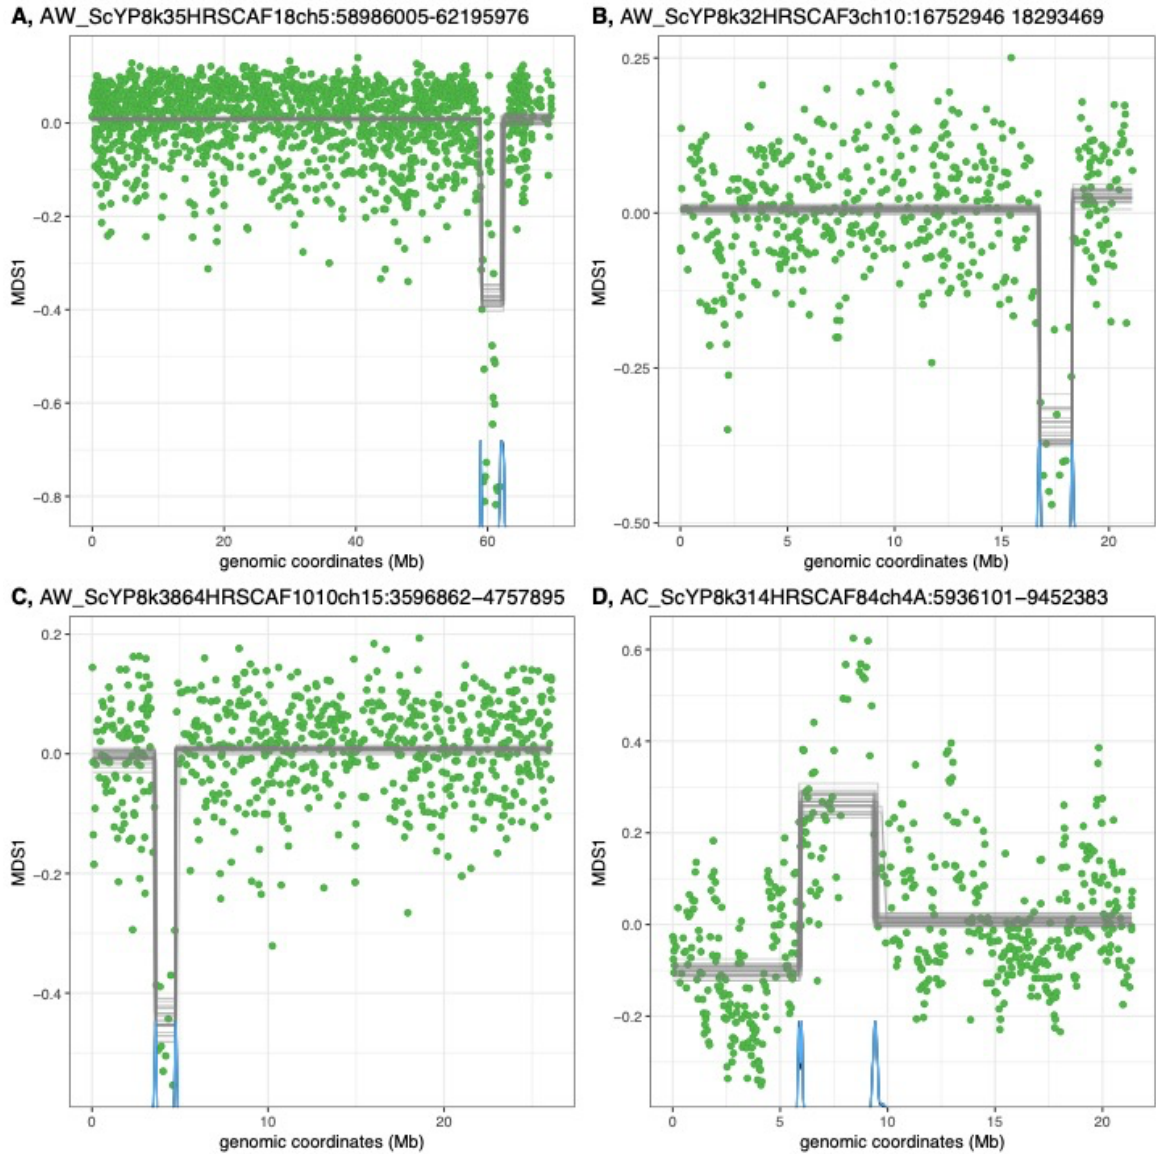 A, AW_ScYP8k35HRSCAF18ch5:58986005-62195976
0.0
−0.2
−0.4
−0.6
−0.8
MDS1
0 20 40 60
genomic coordinates (Mb)
B, AW_ScYP8k32HRSCAF3ch10:16752946 18293469
0.25
0.00
−0.25
−0.50
MDS1
0 5 10 15 20
genomic coordinates (Mb)
C, AW_ScYP8k3864HRSCAF1010ch15:3596862−4757895
0.2
0.0
−0.2
−0.4
MDS1
0 10 20
genomic coordinates (Mb)
D, AC_ScYP8k314HRSCAF84ch4A:5936101−9452383
0.6
0.4
0.2
0.0
−0.2
MDS1
0 5 10 15 20
genomic coordinates (Mb)